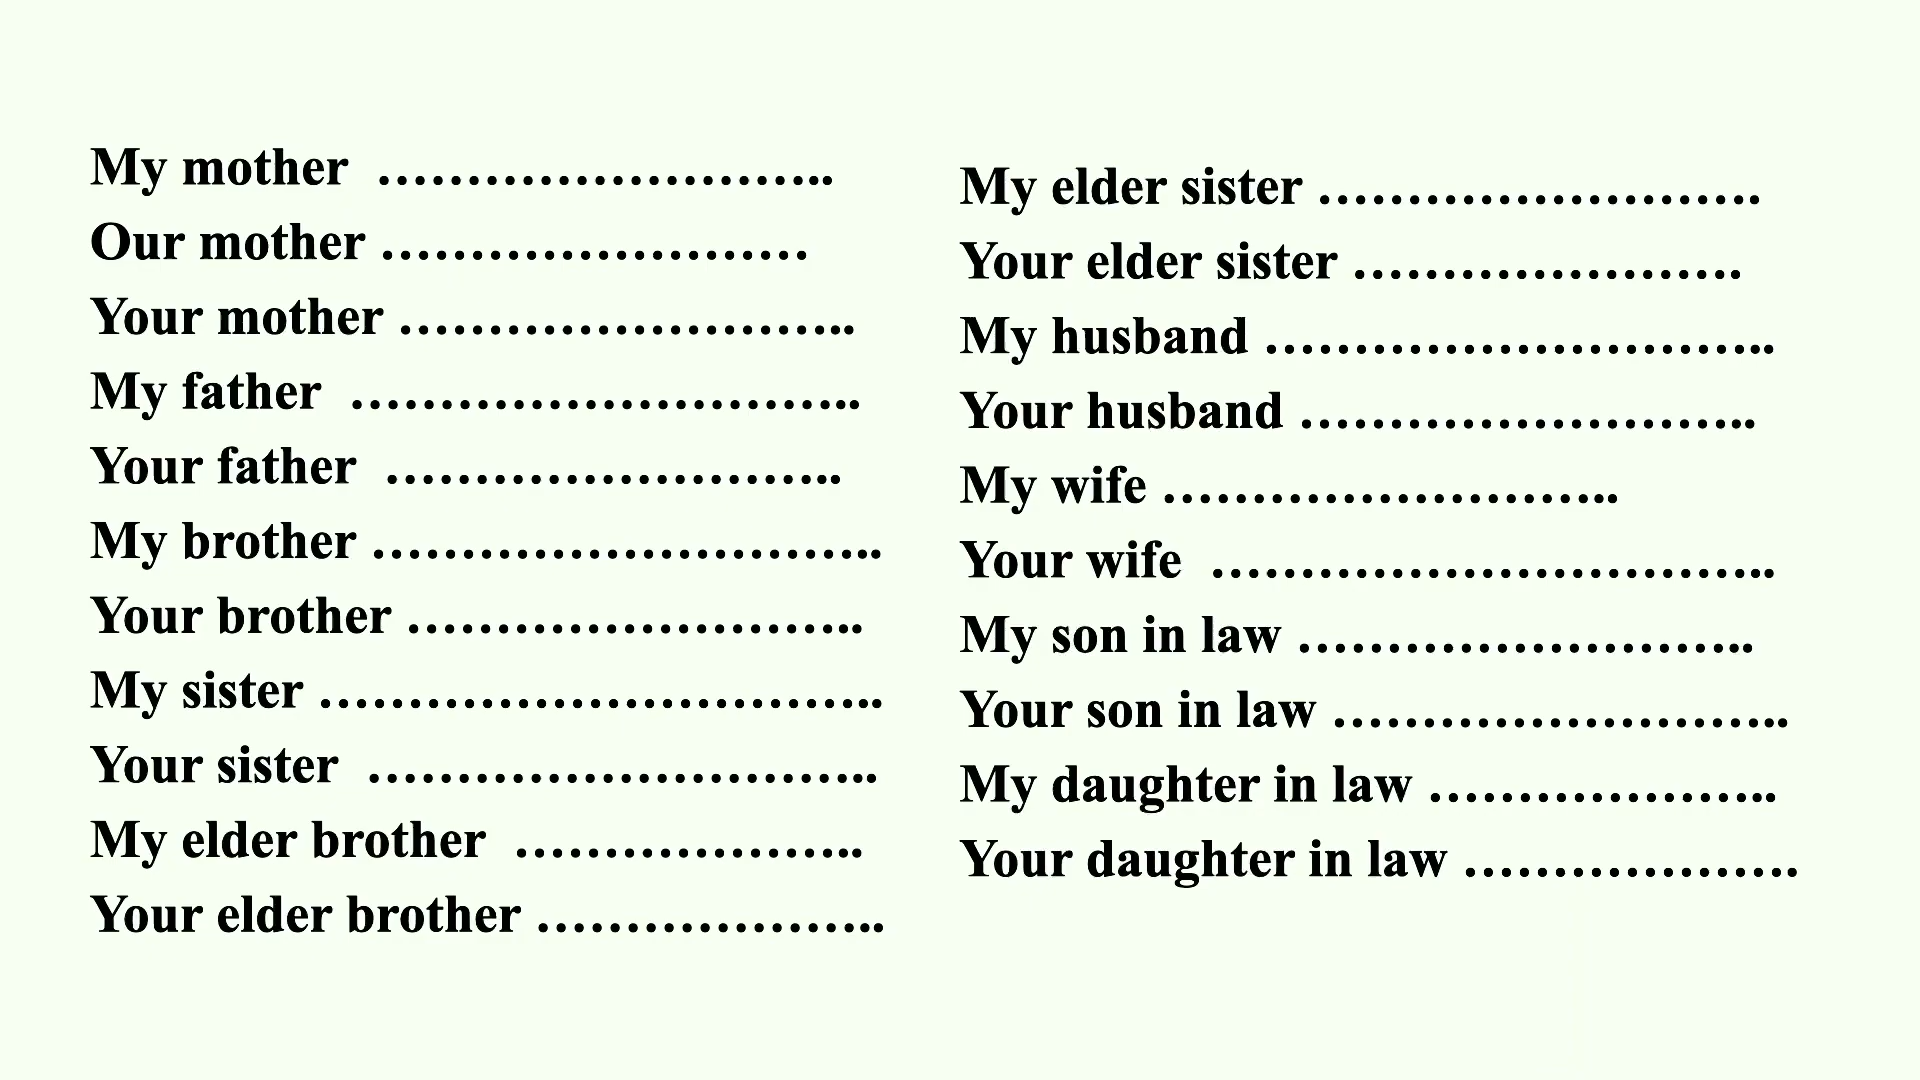 My mother ……………………..
Our mother ……………………
Your mother ……………………..
My father ………………………..
Your father ……………………..
My brother ………………………..
Your brother ……………………..
My sister …………………………..
Your sister ………………………..
My elder brother ………………..
Your elder brother ………………..
My elder sister …………………….
Your elder sister ………………….
My husband ………………………..
Your husband ……………………..
My wife ……………………..
Your wife …………………………..
My son in law ……………………..
Your son in law ……………………..
My daughter in law ………………..
Your daughter in law ……………….